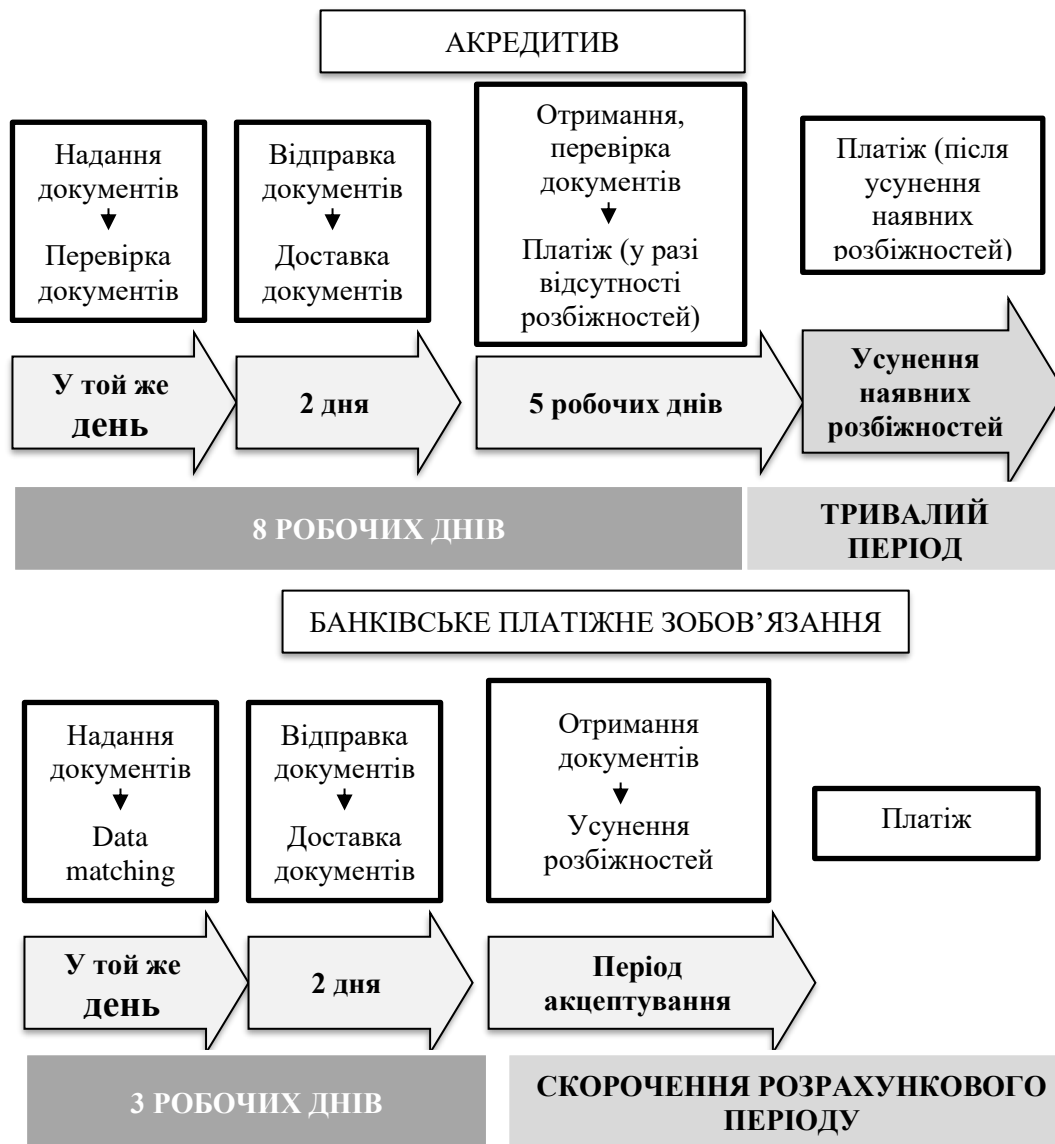 АКРЕДИТИВ
Надання
документів
Перевірка
документів
Відправка
документів
Доставка
документів
Отримання,
перевірка
документів
Платіж (у разі
відсутності
розбіжностей)
Платіж (після
усунення
наявних
розбіжностей)
У той же
день
2 дня
5 робочих днів
Усунення
наявних
розбіжностей
8 РОБОЧИХ ДНІВ
ТРИВАЛИЙ
ПЕРІОД
БАНКІВСЬКЕ ПЛАТІЖНЕ ЗОБОВ’ЯЗАННЯ
Надання
документів
Data
matching
Відправка
документів
Доставка
документів
Отримання
документів
Усунення
розбіжностей
Платіж
У той же
день
2 дня
Період
акцептування
3 РОБОЧИХ ДНІВ
СКОРОЧЕННЯ РОЗРАХУНКОВОГО
ПЕРІОДУ